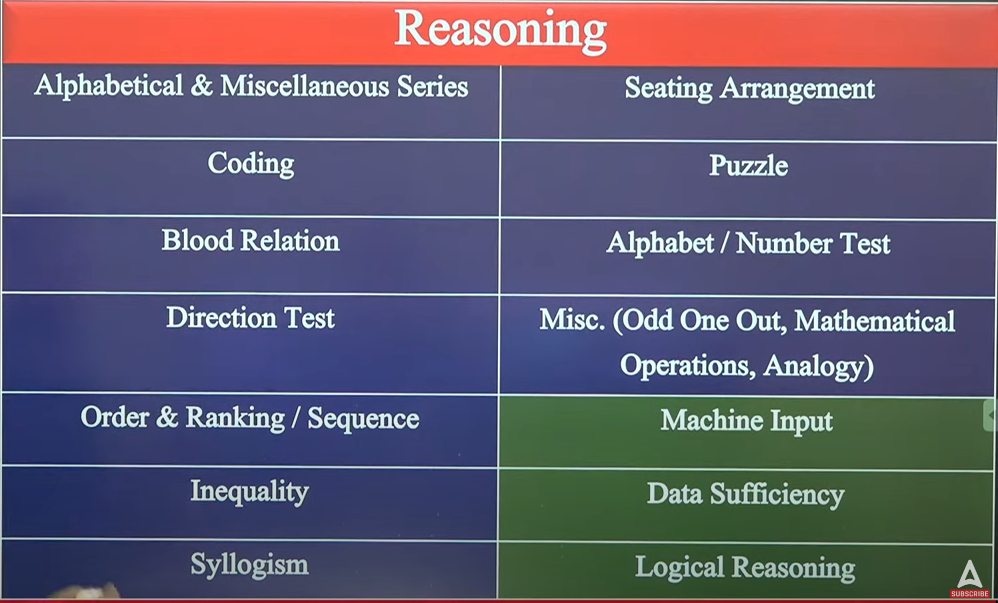 Reasoning
Alphabetical & Miscellaneous Series
Seating Arrangement
Coding
Puzzle
Blood Relation
Alphabet / Number Test
Direction Test
Misc. (Odd One Out, Mathematical
Operations, Analogy)
Order & Ranking / Sequence
Machine Input
Inequality
Data Sufficiency
Syllogism
Logical Reasoning
SUBSCRIBE